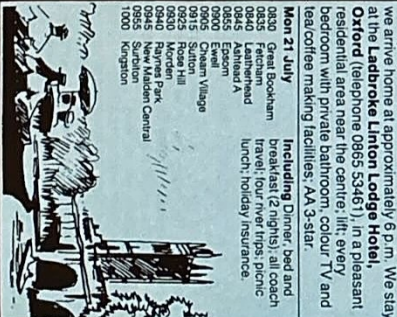 we arrive home at approximately 6 p.m. We stay
at the Ladbroke Linton Lodge Hotel,
Oxford (telephone 0865 53461), in a pleasant
residential area near the centre; lift; every
bedroom with private bathroom, colour TV and
tea/coffee making facilities; AA 3-star.
Mon 21 July
0830 Great Bookham
0835 Fetcham
0840 Leatherhead
0845 Ashtead A
0855 Epsom
0900 Ewell
0905 Cheam Village
0915 Sutton
0925 Rose Hill
0930 Morden
0940 Raynes Park
0945 New Malden Central
0955 Surbiton
1000 Kingston
Including Dinner, bed and
breakfast (2 nights); all coach
travel; four river trips; picnic
lunch; holiday insurance.